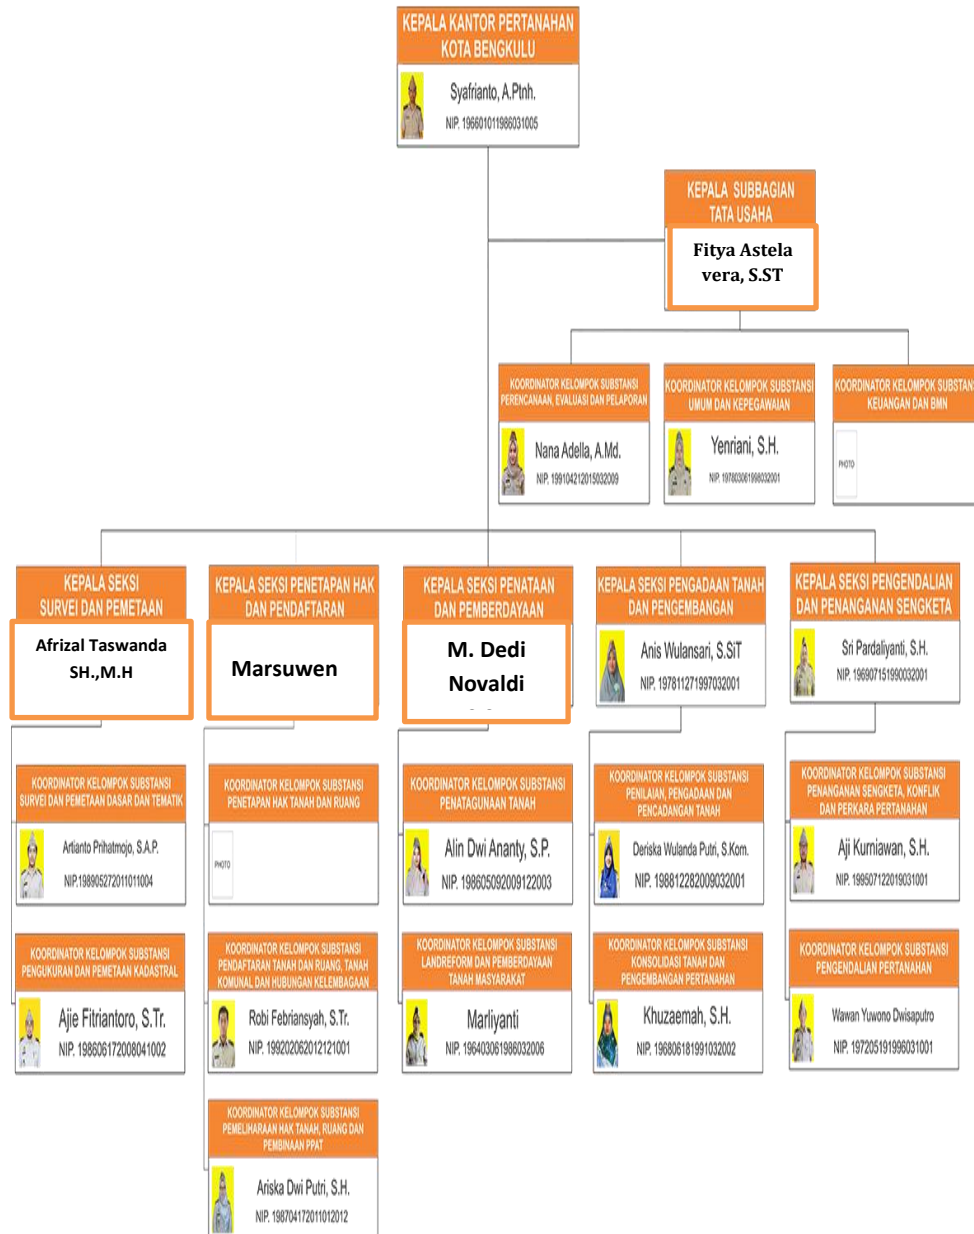 KEPALA KANTOR PERTANAHAN
KOTA BENGKULU
Syafrianto, A.Ptnh.
NIP. 196601011986031005
KEPALA SUBBAGIAN
TATA USAHA
Fitya Astela
vera, S.ST
KOORDINATOR KELOMPOK SUBSTANSI
PERENCANAAN, EVALUASI DAN PELAPORAN
Nana Adella, A.Md.
NIP. 199104212015032009
KOORDINATOR KELOMPOK SUBSTANSI
UMUM DAN KEPEGAWAIAN
Yenriani, S.H.
NIP. 197803061998032001
KOORDINATOR KELOMPOK SUBSTANSI
KEUANGAN DAN BMN
PHOTO
KEPALA SEKSI
SURVEI DAN PEMETAAN
Afrizal Taswanda
SH.,M.H
KEPALA SEKSI PENETAPAN HAK
DAN PENDAFTARAN
Marsuwen
KEPALA SEKSI PENATAAN
DAN PEMBERDAYAAN
M. Dedi
Novaldi
KEPALA SEKSI PENGADAAN TANAH
DAN PENGEMBANGAN
Anis Wulansari, S.SiT
NIP. 197811271997032001
KEPALA SEKSI PENGENDALIAN
DAN PENANGANAN SENGKETA
Sri Pardaliyanti, S.H.
NIP. 196907151990032001
KOORDINATOR KELOMPOK SUBSTANSI
SURVEI DAN PEMETAAN DASAR DAN TEMATIK
Artianto Prihatmojo, S.A.P.
NIP.198905272011011004
KOORDINATOR KELOMPOK SUBSTANSI
PENETAPAN HAK TANAH DAN RUANG
PHOTO
KOORDINATOR KELOMPOK SUBSTANSI
PENATAGUNAAN TANAH
Alin Dwi Ananty, S.P.
NIP. 198605092009122003
KOORDINATOR KELOMPOK SUBSTANSI
PENILAIAN, PENGADAAN DAN
PENCADANGAN TANAH
Deriska Wulanda Putri, S.Kom.
NIP. 198812282009032001
KOORDINATOR KELOMPOK SUBSTANSI
PENANGANAN SENGKETA, KONFLIK
DAN PERKARA PERTANAHAN
Aji Kurniawan, S.H.
NIP. 199507122019031001
KOORDINATOR KELOMPOK SUBSTANSI
PENGUKURAN DAN PEMETAAN KADASTRAL
Ajie Fitriantoro, S.Tr.
NIP. 198606172008041002
KOORDINATOR KELOMPOK SUBSTANSI
PENDAFTARAN TANAH DAN RUANG, TANAH
KOMUNAL DAN HUBUNGAN KELEMBAGAAN
Robi Febriansyah, S.Tr.
NIP. 199202062012121001
KOORDINATOR KELOMPOK SUBSTANSI
LANDREFORM DAN PEMBERDAYAAN
TANAH MASYARAKAT
Marliyanti
NIP. 196403061986032006
KOORDINATOR KELOMPOK SUBSTANSI
KONSOLIDASI TANAH DAN
PENGEMBANGAN PERTANAHAN
Khuzaemah, S.H.
NIP. 196806181991032002
KOORDINATOR KELOMPOK SUBSTANSI
PENGENDALIAN PERTANAHAN
Wawan Yuwono Dwisaputro
NIP. 197205191996031001
KOORDINATOR KELOMPOK SUBSTANSI
PEMELIHARAAN HAK TANAH, RUANG DAN
PEMBINAAN PPAT
Ariska Dwi Putri, S.H.
NIP. 198704172011012012